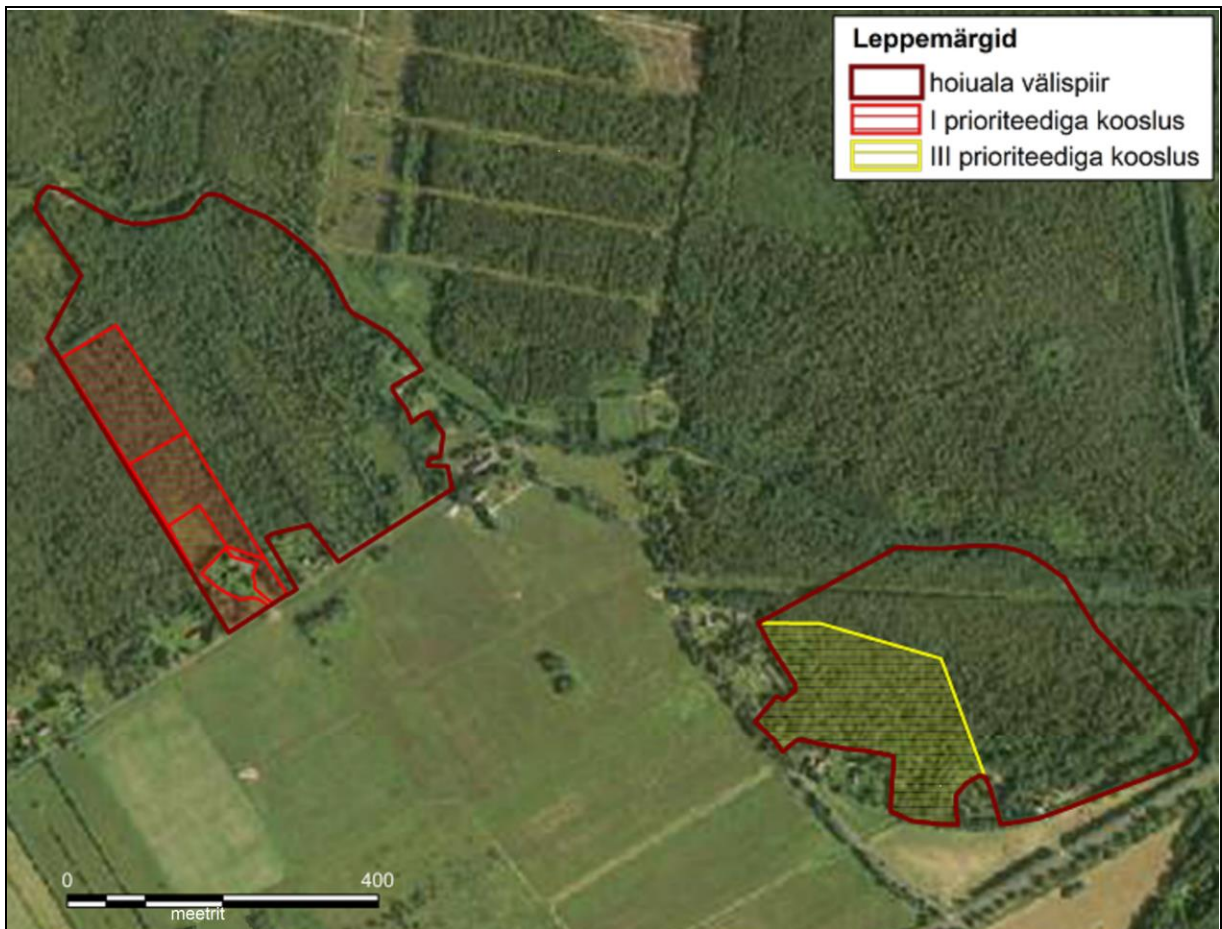 Leppemärgid
hoiuala välispiir
I prioriteediga kooslus
III prioriteediga kooslus
0 400
meetrit